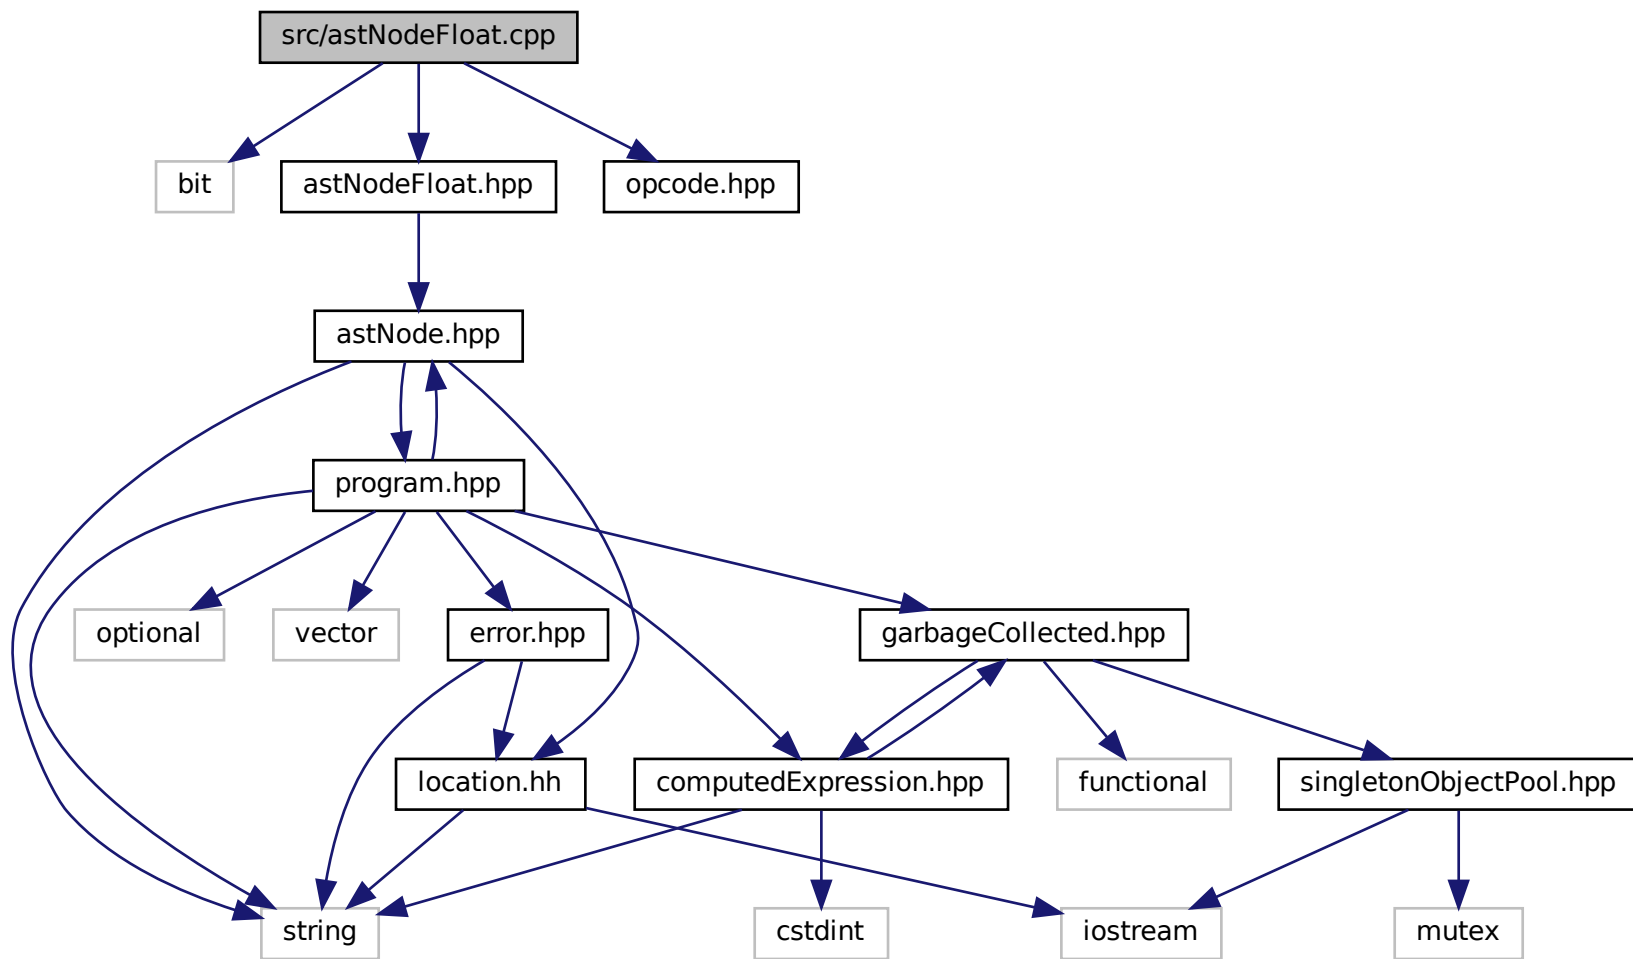 src/astNodeFloat.cpp
bit
astNodeFloat.hpp
opcode.hpp
astNode.hpp
program.hpp
optional
vector
error.hpp
garbageCollected.hpp
location.hh
computedExpression.hpp
functional
singletonObjectPool.hpp
string
cstdint
iostream
mutex